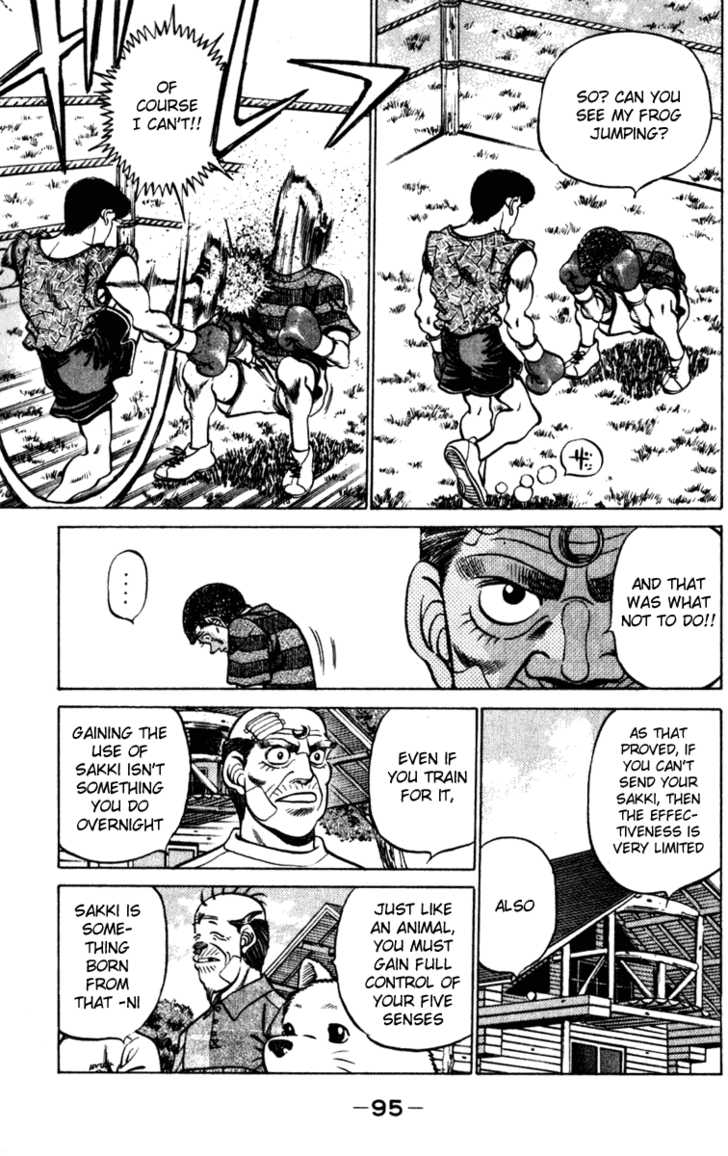 SO? CAN YOU
SEE MY FROG
JUMPING?
OF
COURSE
I CAN'T!!
AND THAT
WAS WHAT
NOT TO DO!!
....
AS THAT
PROVED, IF
YOU CAN'T
SEND YOUR
SAKKI, THEN
THE EFFEC-
TIVENESS IS
VERY LIMITED
ALSO
EVEN IF
YOU TRAIN
FOR IT,
GAINING THE
USE OF
SAKKI ISN'T
SOMETHING
YOU DO
OVERNIGHT
JUST LIKE
AN ANIMAL,
YOU MUST
GAIN FULL
CONTROL OF
YOUR FIVE
SENSES
SAKKI IS
SOME-
THING
BORN
FROM
THAT -NI
-95-